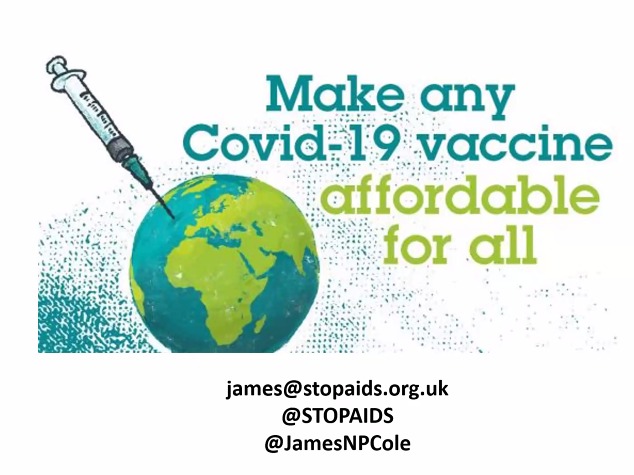 Make any
Covid-19 vaccine
affordable
for all
james@stopaids.org.uk
@STOPAIDS
@JamesNPCole